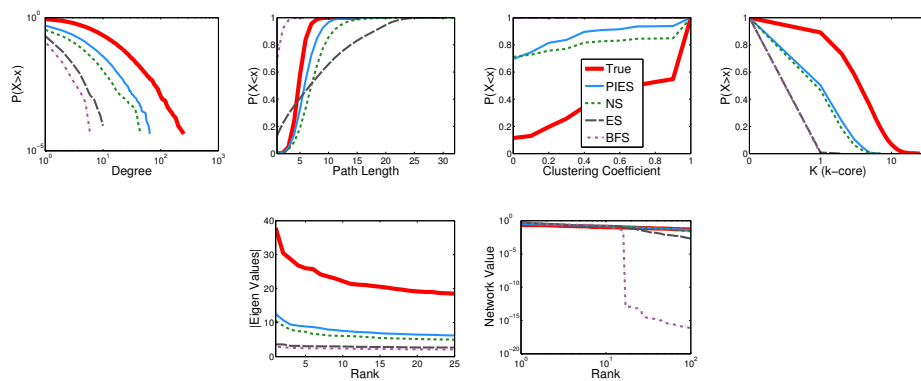 P(X>x)
10^0
10^-5
10^0 10^1 10^2 10^3
Degree
P(X<x)
1
0.8
0.6
0.4
0.2
0
5 10 15 20 25 30
Path Length
P(X<x)
1
0.8
0.6
0.4
0.2
0
0 0.2 0.4 0.6 0.8 1
Clustering Coefficient
True
PIES
NS
ES
BFS
P(X>x)
1
0.8
0.6
0.4
0.2
0
0 1 10
K (k-core)
|Eigen Values|
40
30
20
10
0
5 10 15 20 25
Rank
Network Value
10^0
10^-5
10^-10
10^-15
10^-20
10^0 10^1 10^2
Rank